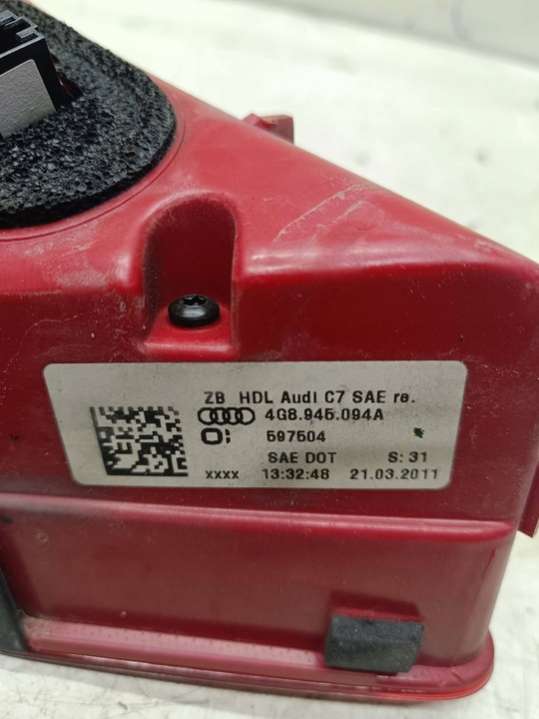 ZB HDL Audi C7 SAE re.
4G8.945.094A
597504
SAE DOT S: 31
xxxx 13:32:48 21.03.2011